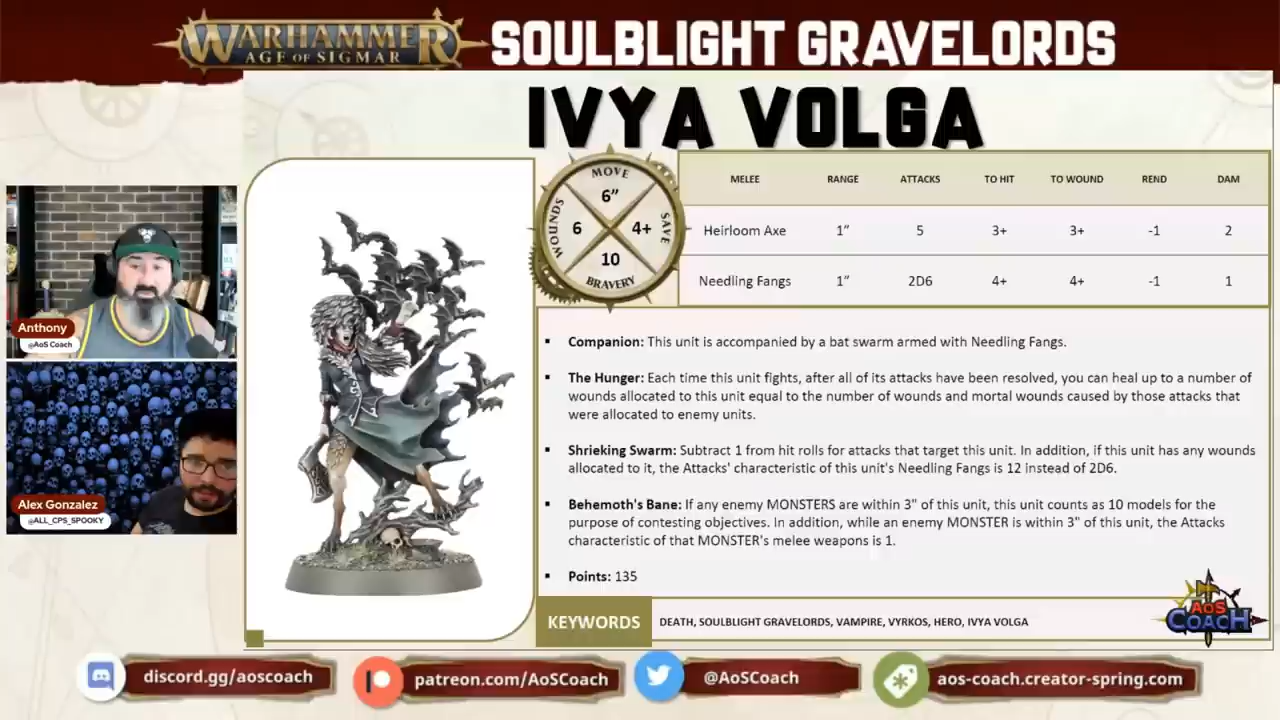 WARHAMMER
AGE OF SIGMAR
SOULBLIGHT GRAVELORDS
IVYA VOLGA
MOVE
6”
WOUNDS
6
4+
SAVE
10
BRAVERY
MELEE RANGE ATTACKS TO HIT TO WOUND REND DAM
Heirloom Axe 1” 5 3+ 3+ -1 2
Needling Fangs 1” 2D6 4+ 4+ -1 1
Anthony
@AoS Coach
Alex Gonzalez
@ALL_CPS_SPOOKY
▪ Companion: This unit is accompanied by a bat swarm armed with Needling Fangs.
▪ The Hunger: Each time this unit fights, after all of its attacks have been resolved, you can heal up to a number of
wounds allocated to this unit equal to the number of wounds and mortal wounds caused by those attacks that
were allocated to enemy units.
▪ Shrieking Swarm: Subtract 1 from hit rolls for attacks that target this unit. In addition, if this unit has any wounds
allocated to it, the Attacks' characteristic of this unit's Needling Fangs is 12 instead of 2D6.
▪ Behemoth's Bane: If any enemy MONSTERS are within 3" of this unit, this unit counts as 10 models for the
purpose of contesting objectives. In addition, while an enemy MONSTER is within 3" of this unit, the Attacks
characteristic of that MONSTER's melee weapons is 1.
▪ Points: 135
KEYWORDS
DEATH, SOULBLIGHT GRAVELORDS, VAMPIRE, VYRKOS, HERO, IVYA VOLGA
AoS
COACH
discord.gg/aoscoach
patreon.com/AoSCoach
@AoSCoach
aos-coach.creator-spring.com